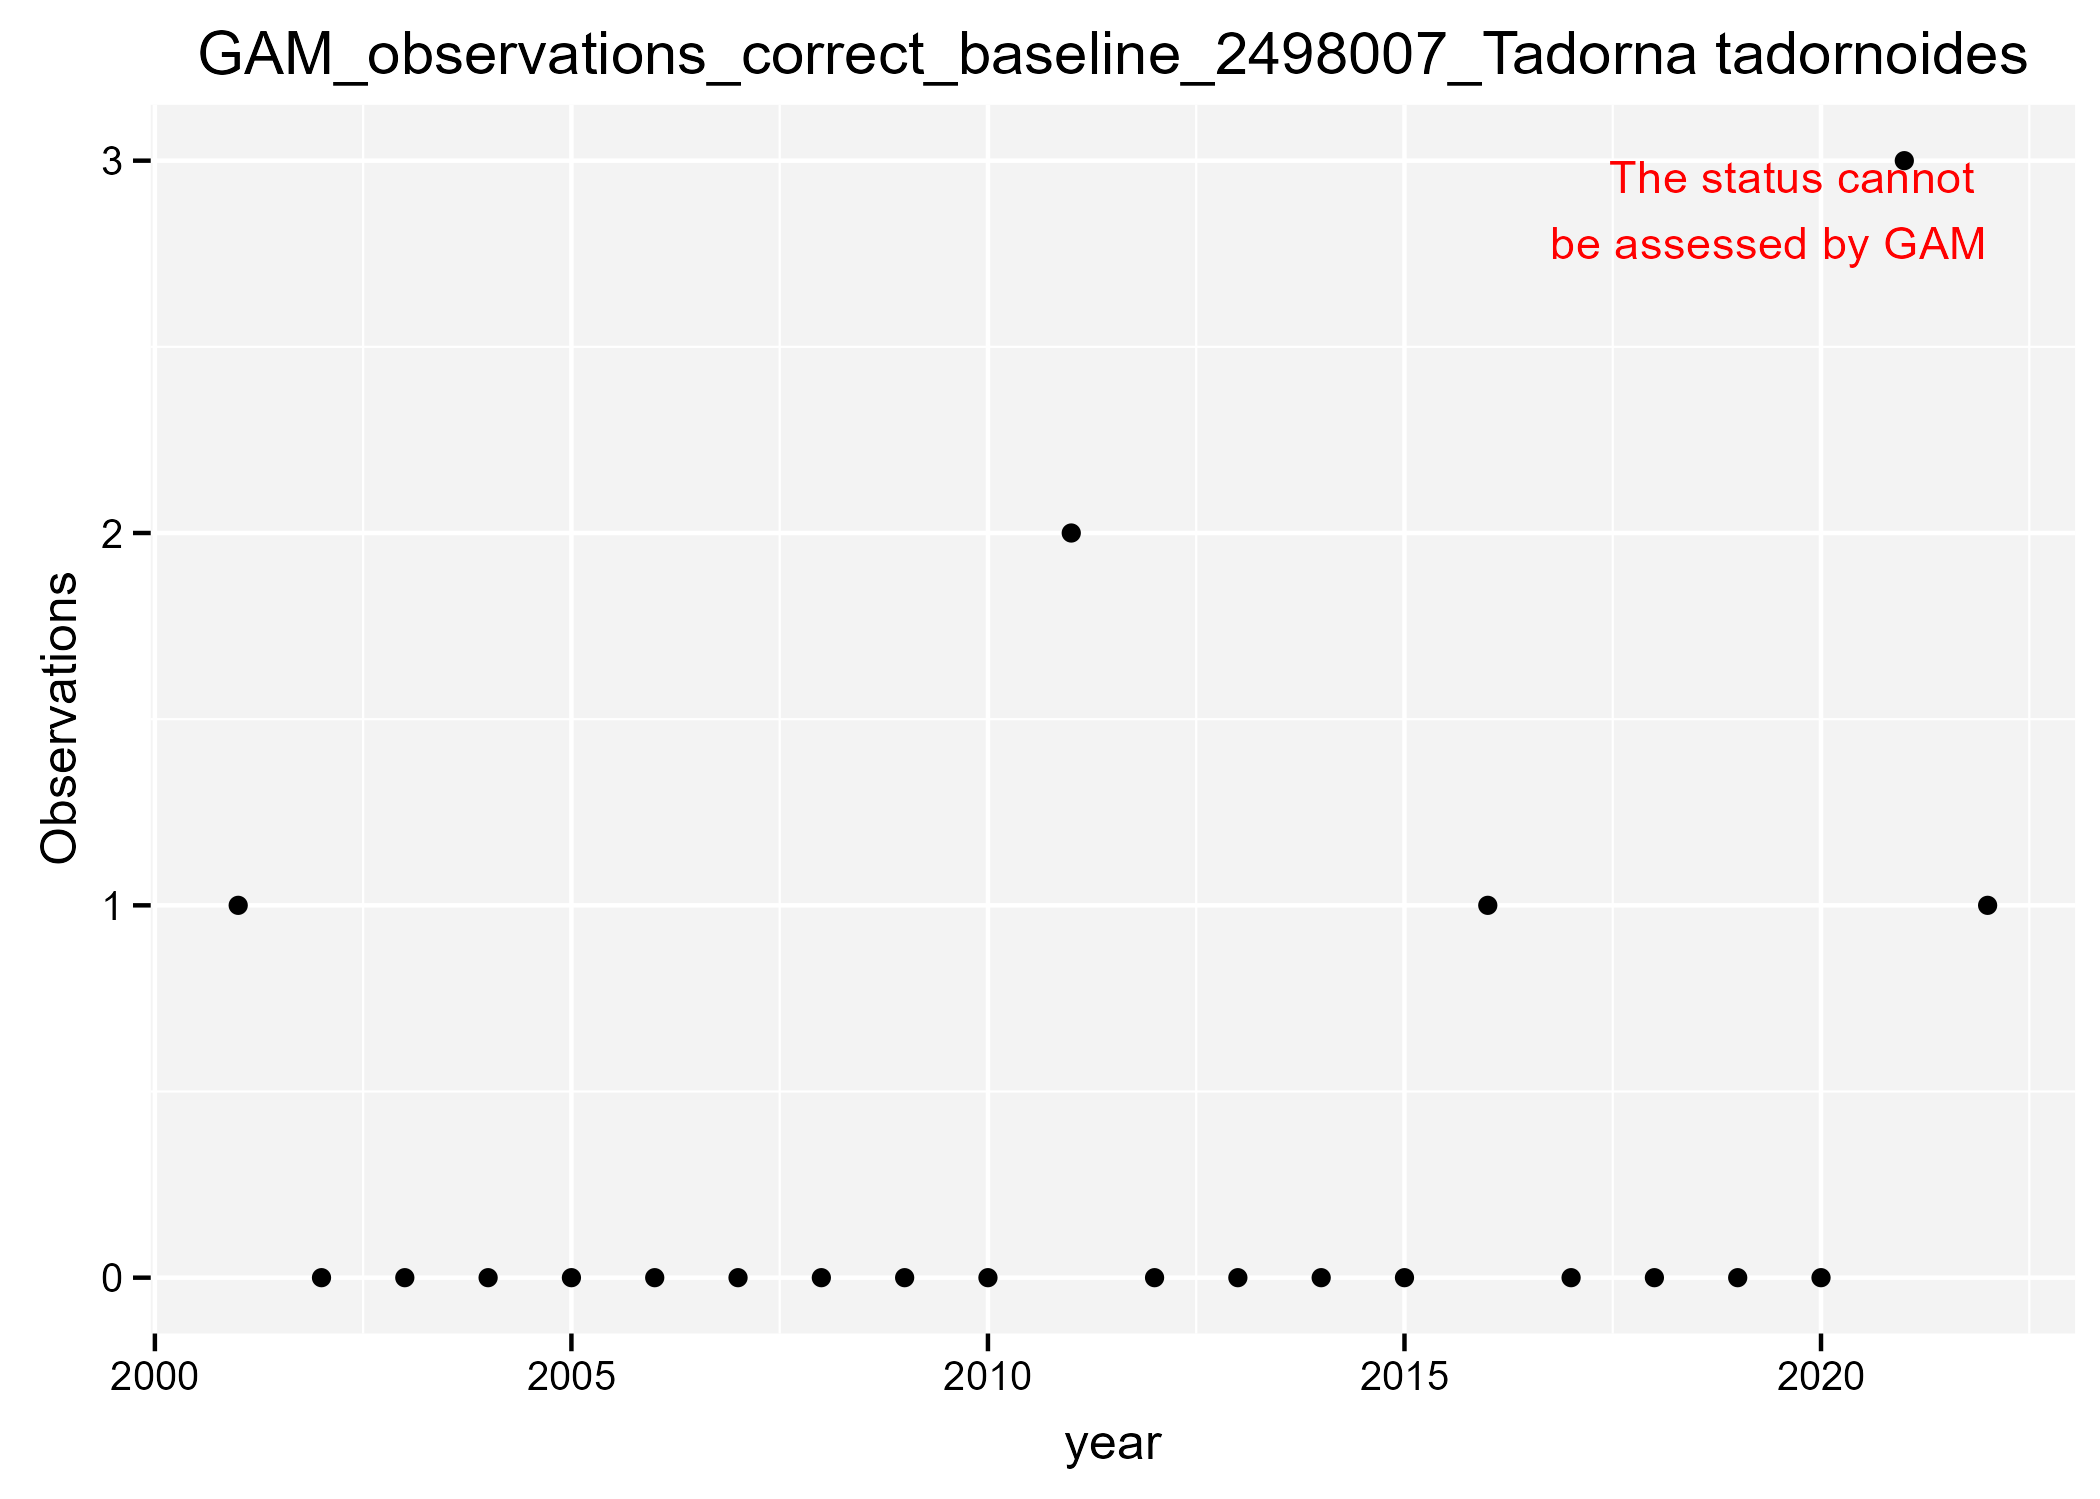 GAM_observations_correct_baseline_2498007_Tadorna tadornoides
3
The status cannot
be assessed by GAM
2
Observations
1
0
2000 2005 2010 2015 2020
year